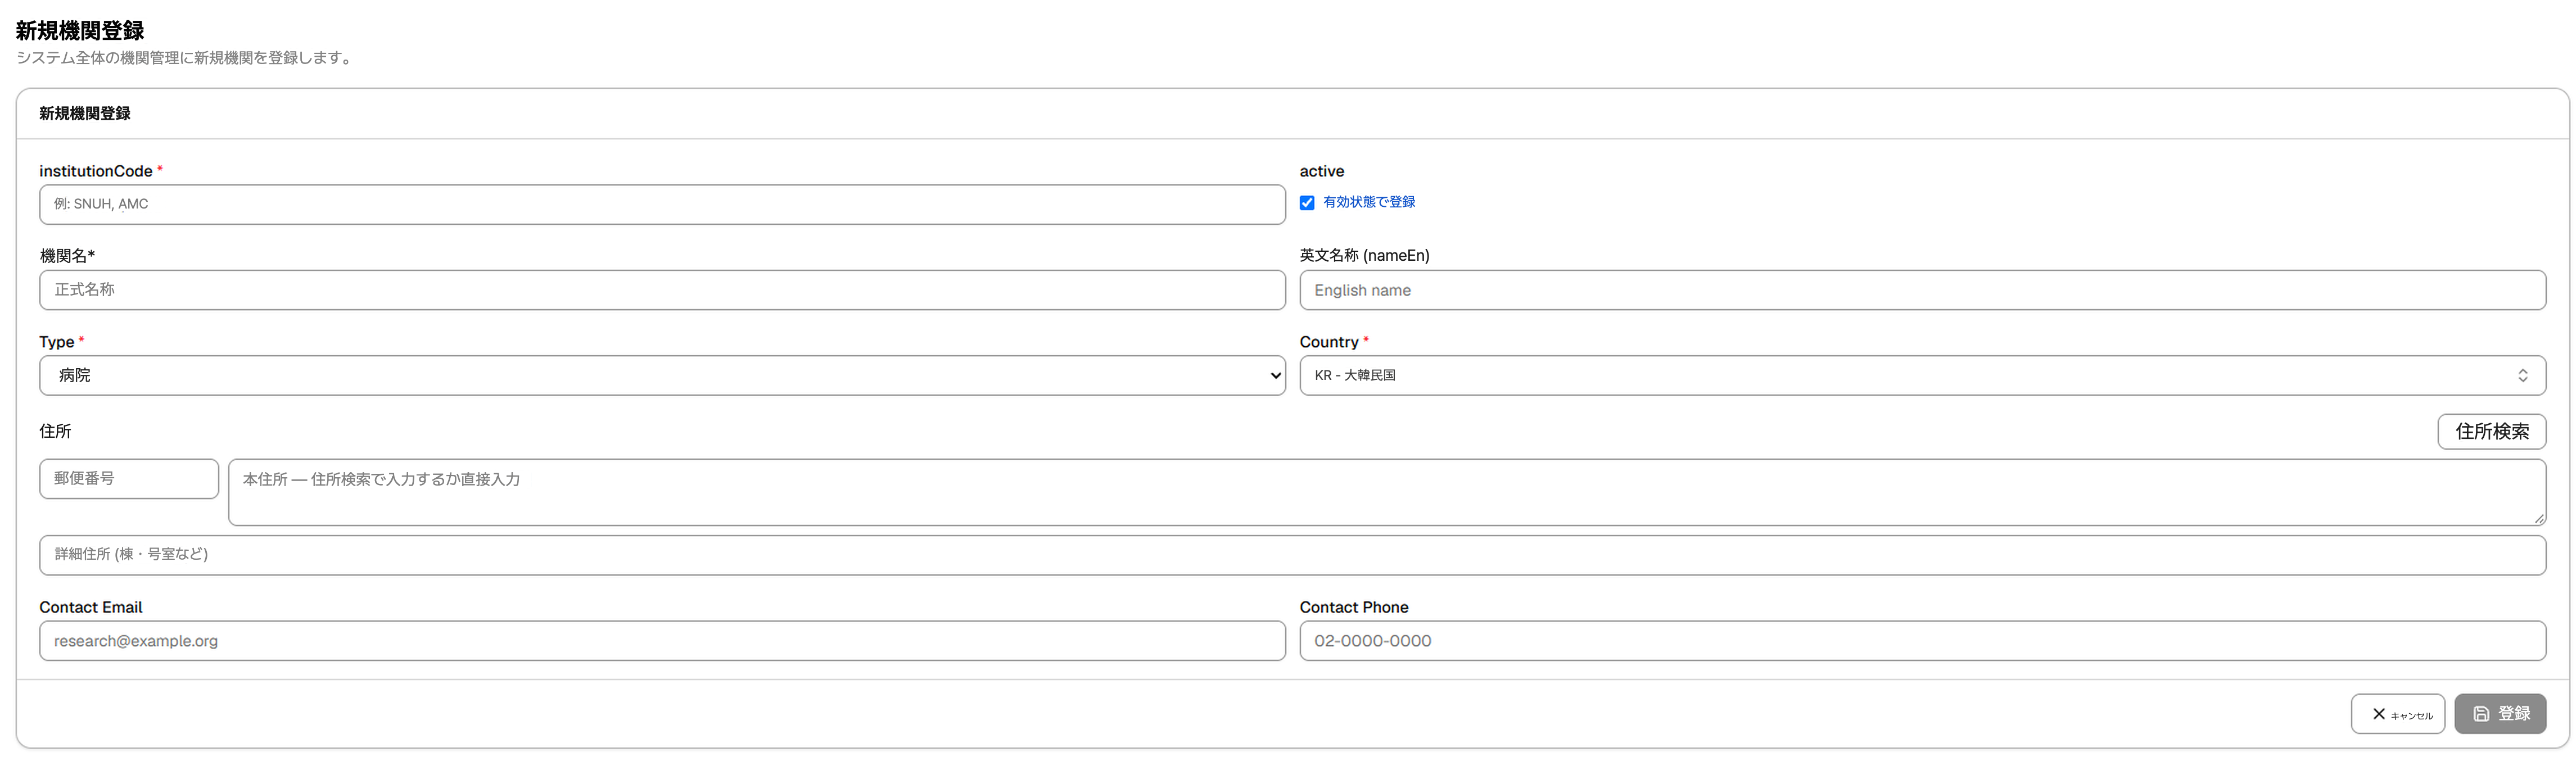 新規機関登録
システム全体の機関管理に新規機関を登録します。
新規機関登録
institutionCode *
active
例: SNUH, AMC
有効状態で登録
機関名*
英文名称 (nameEn)
正式名称
English name
Type *
Country *
病院
KR - 大韓民国
住所
住所検索
郵便番号
本住所 — 住所検索で入力するか直接入力
詳細住所 (棟・号室など)
Contact Email
Contact Phone
research@example.org
02-0000-0000
キャンセル
登録